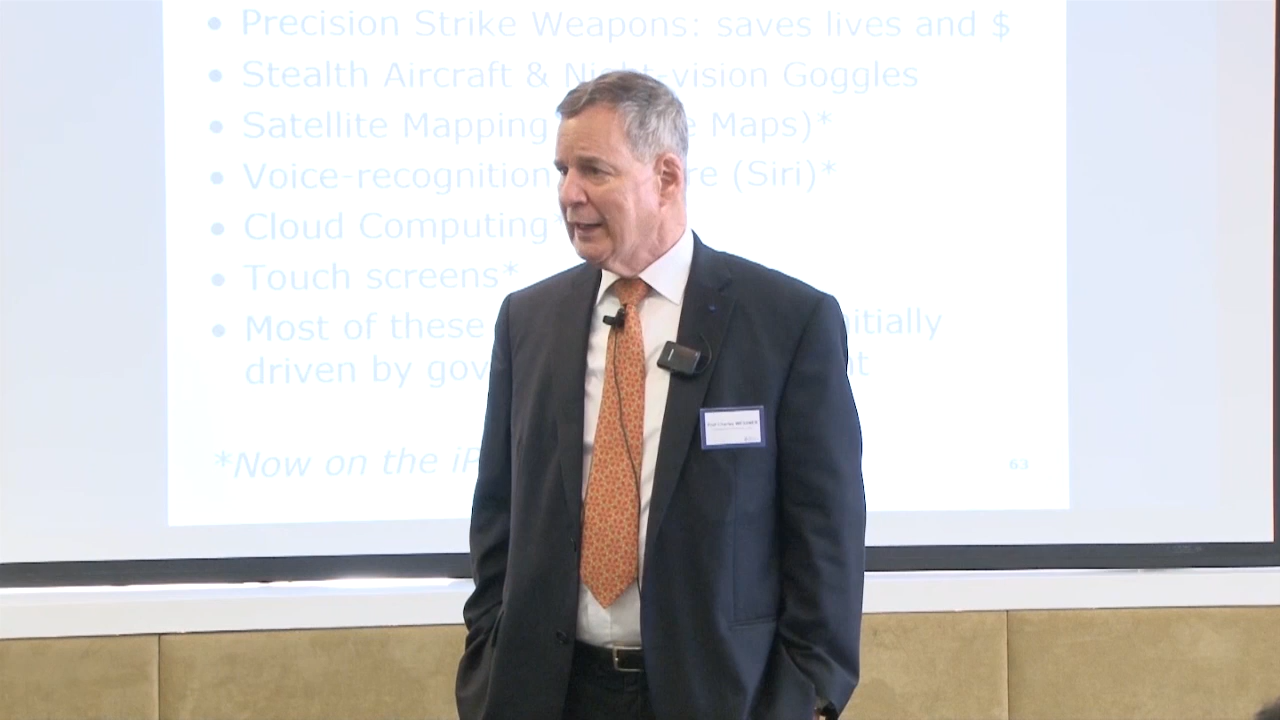 • Precision Strike Weapons: saves lives and $
• Stealth Aircraft & Night-vision Goggles
• Satellite Mapping Maps)*
• Voice-recognition (Siri)*
• Cloud Computing*
• Touch screens*
• Most of these
driven by
*Now on the
63